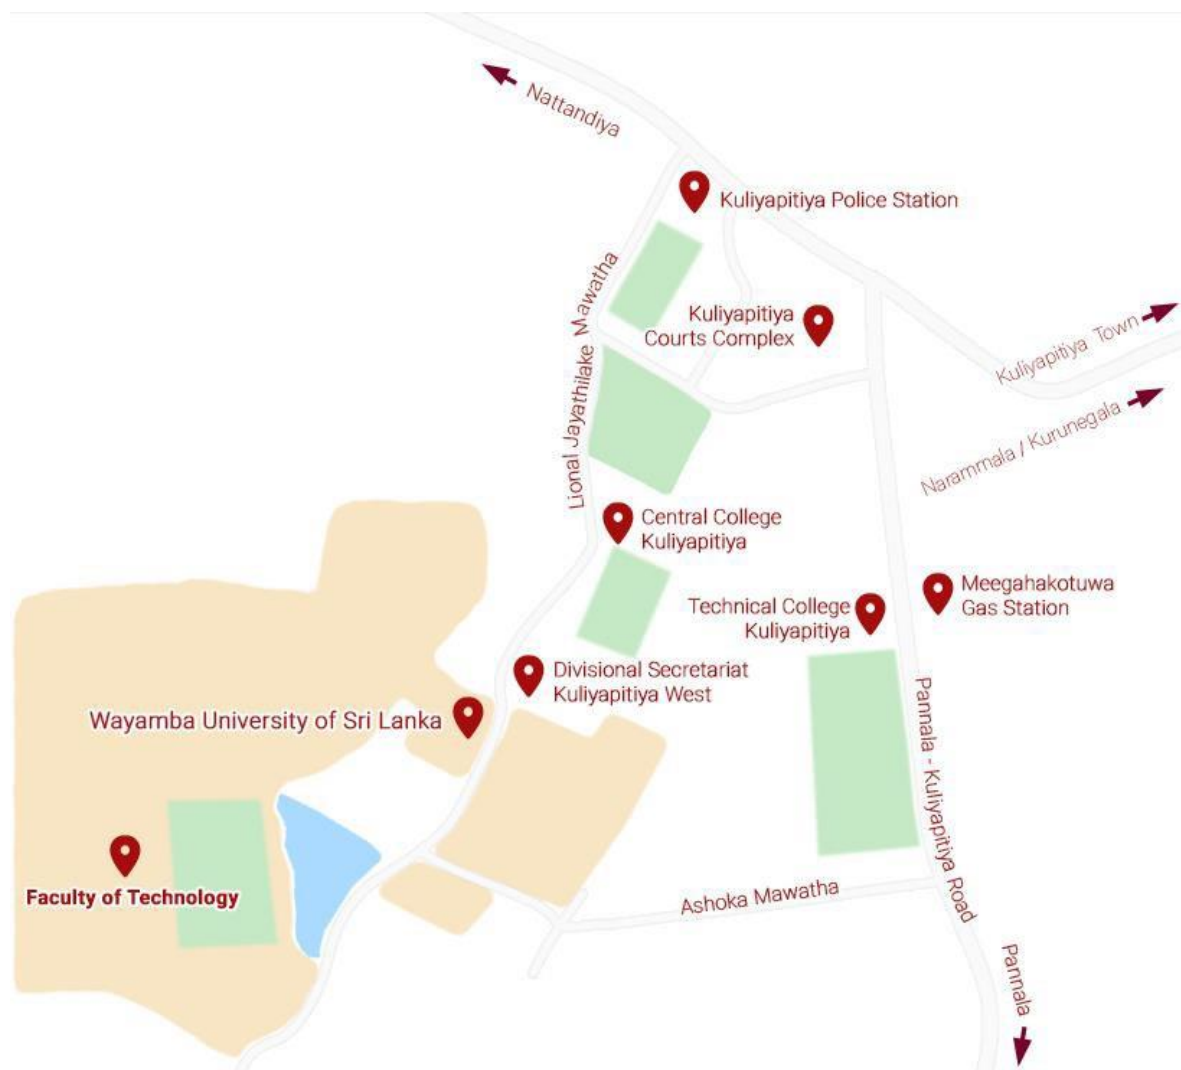 Nattandiya
Kuliyapitiya Police Station
Lional Jayathilake Mawatha
Kuliyapitiya
Courts Complex
Kuliyapitiya Town
Narammala / Kurunegala
Central College
Kuliyapitiya
Meegahakotuwa
Gas Station
Technical College
Kuliyapitiya
Divisional Secretariat
Kuliyapitiya West
Wayamba University of Sri Lanka
Pannala - Kuliyapitiya Road
Faculty of Technology
Ashoka Mawatha
Pannala